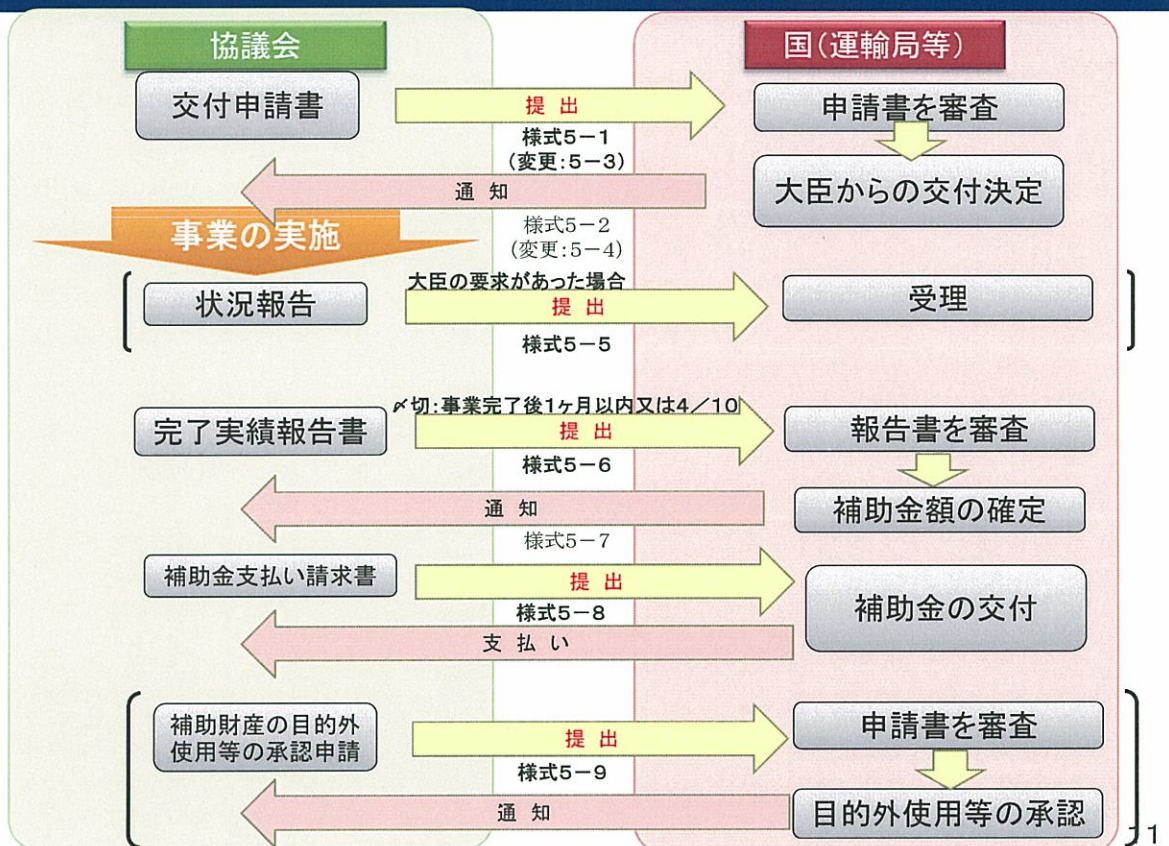 協議会
国(運輸局等)
交付申請書
提 出
申請書を審査
様式5－1
(変更:5－3)
通 知
大臣からの交付決定
事業の実施
様式5－2
(変更:5－4)
大臣の要求があった場合
状況報告
提 出
受理
様式5－5
〆切:事業完了後1ヶ月以内又は4／10
完了実績報告書
提 出
報告書を審査
様式5－6
通 知
補助金額の確定
様式5－7
補助金支払い請求書
提 出
補助金の交付
様式5－8
支 払 い
補助財産の目的外
使用等の承認申請
提 出
申請書を審査
様式5－9
通 知
目的外使用等の承認
11